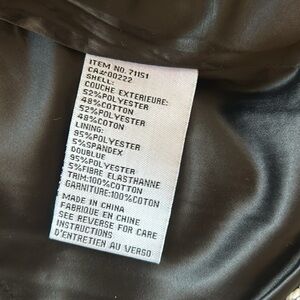 ITEM NO.71151
CA#00222
SHELL:
COUCHE EXTERIEURE:
52%POLYESTER
48%COTTON
52%POLYESTER
48%COTON
LINING:
95%POLYESTER
5%SPANDEX
DOUBLUE
95%POLYESTER
5%FIBRE ELASTHANNE
TRIM:100%COTTON
GARNITURE:100%COTON
MADE IN CHINA
FABRIQUE EN CHINE
SEE REVERSE FOR CARE
INSTRUCTIONS
D'ENTRETIEN AU VERSO